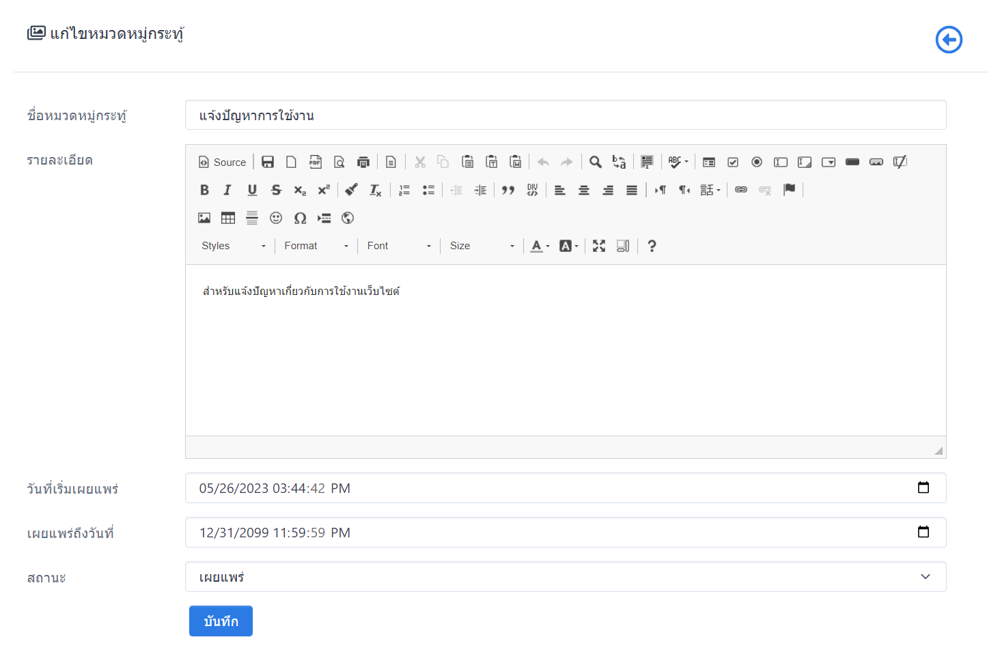 แก้ไขหมวดหมู่กระทู้
ชื่อหมวดหมู่กระทู้
แจ้งปัญหาการใช้งาน
รายละเอียด
Source
Styles Format Font Size
สำหรับแจ้งปัญหาเกี่ยวกับการใช้งานเว็บไซต์
วันที่เริ่มเผยแพร่
05/26/2023 03:44:42 PM
เผยแพร่ถึงวันที่
12/31/2099 11:59:59 PM
สถานะ
เผยแพร่
บันทึก